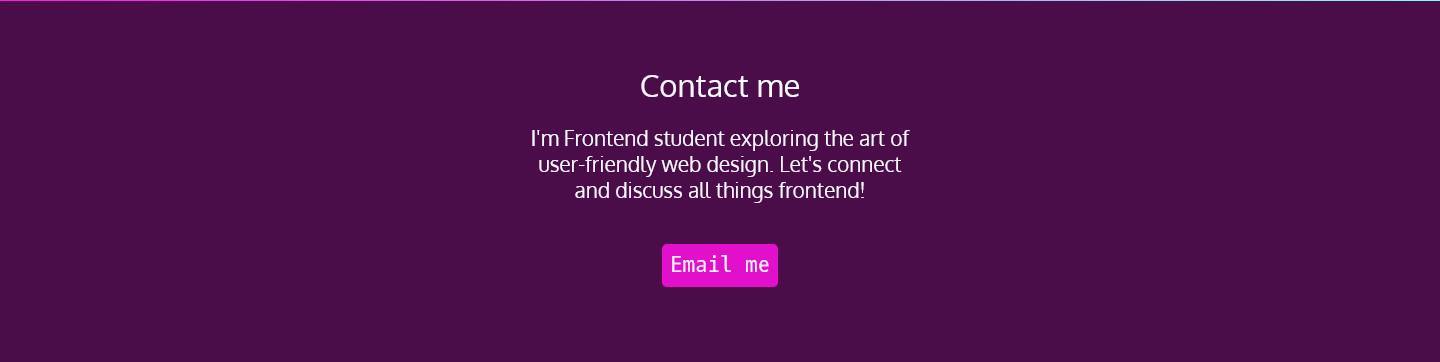 Contact me
I'm Frontend student exploring the art of
user-friendly web design. Let's connect
and discuss all things frontend!
Email me